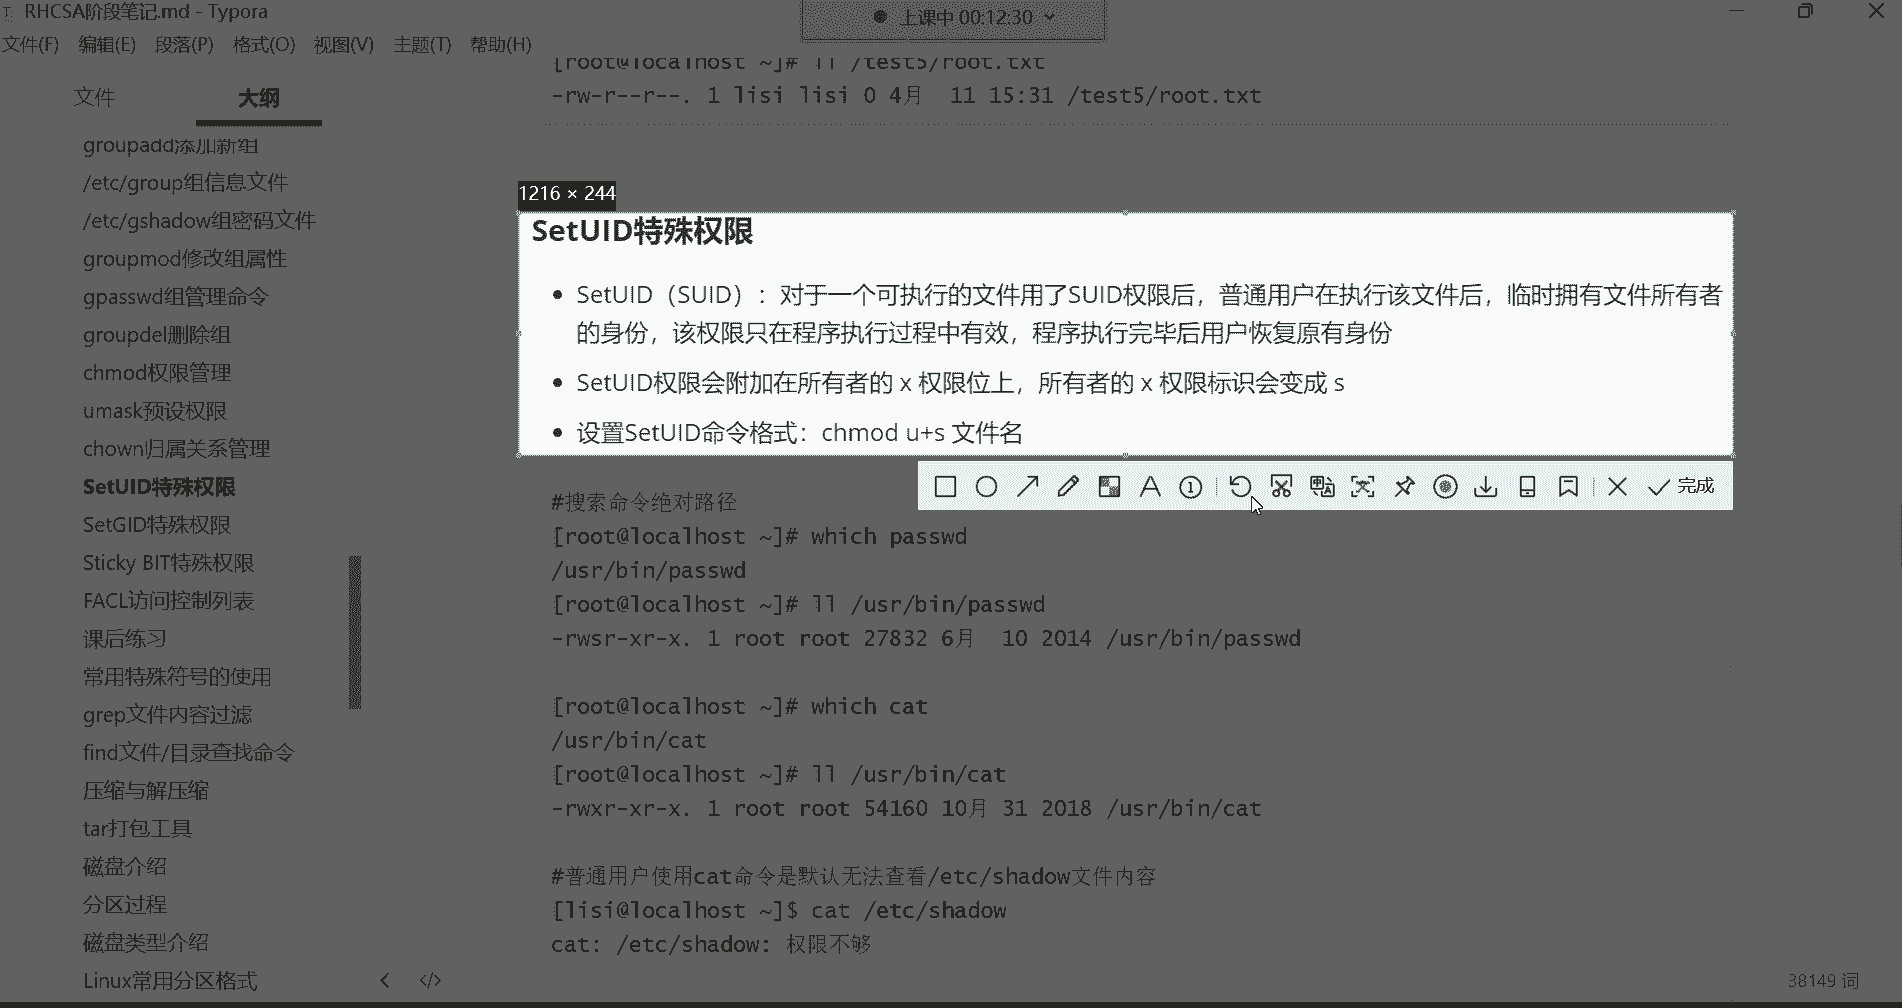 RHCSA阶段笔记.md - Typora
上课中 00:12:30
文件(F) 编辑(E) 段落(P) 格式(O) 视图(V) 主题(T) 帮助(H)
文件 大纲
groupadd添加新组
/etc/group组信息文件
/etc/gshadow组密码文件
groupmod修改组属性
gpasswd组管理命令
groupdel删除组
chmod权限管理
umask预设权限
chown归属关系管理
SetUID特殊权限
SetGID特殊权限
Sticky BIT特殊权限
FACL访问控制列表
课后练习
常用特殊符号的使用
grep文件内容过滤
find文件/目录查找命令
压缩与解压缩
tar打包工具
磁盘介绍
分区过程
磁盘类型介绍
Linux常用分区格式
[root@localhost ~]# ll /test5/root.txt
-rw-r--r--. 1 lisi lisi 0 4月  11 15:31 /test5/root.txt
1216 × 244
SetUID特殊权限
• SetUID（SUID）：对于一个可执行的文件用了SUID权限后，普通用户在执行该文件后，临时拥有文件所有者
的身份，该权限只在程序执行过程中有效，程序执行完毕后用户恢复原有身份
• SetUID权限会附加在所有者的 x 权限位上，所有者的 x 权限标识会变成 s
• 设置SetUID命令格式：chmod u+s 文件名
完成
#搜索命令绝对路径
[root@localhost ~]# which passwd
/usr/bin/passwd
[root@localhost ~]# ll /usr/bin/passwd
-rwsr-xr-x. 1 root root 27832 6月  10 2014 /usr/bin/passwd
[root@localhost ~]# which cat
/usr/bin/cat
[root@localhost ~]# ll /usr/bin/cat
-rwxr-xr-x. 1 root root 54160 10月 31 2018 /usr/bin/cat
#普通用户使用cat命令是默认无法查看/etc/shadow文件内容
[lisi@localhost ~]$ cat /etc/shadow
cat: /etc/shadow: 权限不够
38149 词